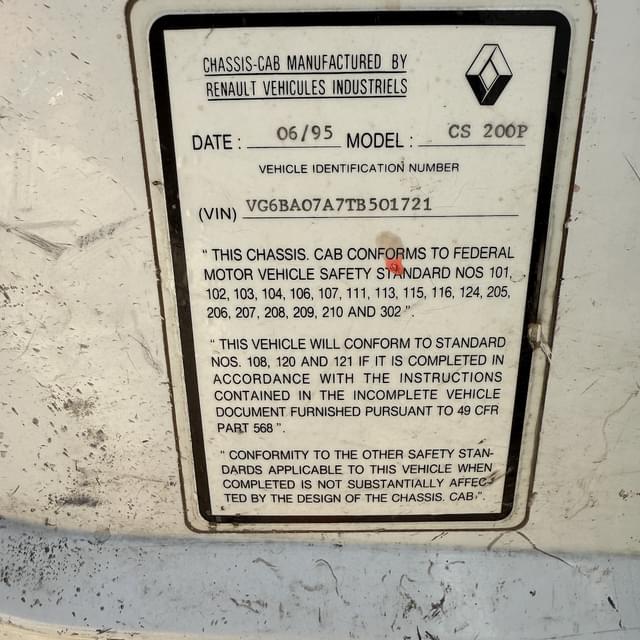 CHASSIS-CAB MANUFACTURED BY
RENAULT VEHICULES INDUSTRIELS
DATE : 06/95 MODEL : CS 200P
VEHICLE IDENTIFICATION NUMBER
(VIN) VG6BA07A7TB501721
“ THIS CHASSIS. CAB CONFORMS TO FEDERAL
MOTOR VEHICLE SAFETY STANDARD NOS 101,
102, 103, 104, 106, 107, 111, 113, 115, 116, 124, 205,
206, 207, 208, 209, 210 AND 302 ”.
“ THIS VEHICLE WILL CONFORM TO STANDARD
NOS. 108, 120 AND 121 IF IT IS COMPLETED IN
ACCORDANCE WITH THE INSTRUCTIONS
CONTAINED IN THE INCOMPLETE VEHICLE
DOCUMENT FURNISHED PURSUANT TO 49 CFR
PART 568 ”.
“ CONFORMITY TO THE OTHER SAFETY STAN-
DARDS APPLICABLE TO THIS VEHICLE WHEN
COMPLETED IS NOT SUBSTANTIALLY AFFEC-
TED BY THE DESIGN OF THE CHASSIS. CAB ”.